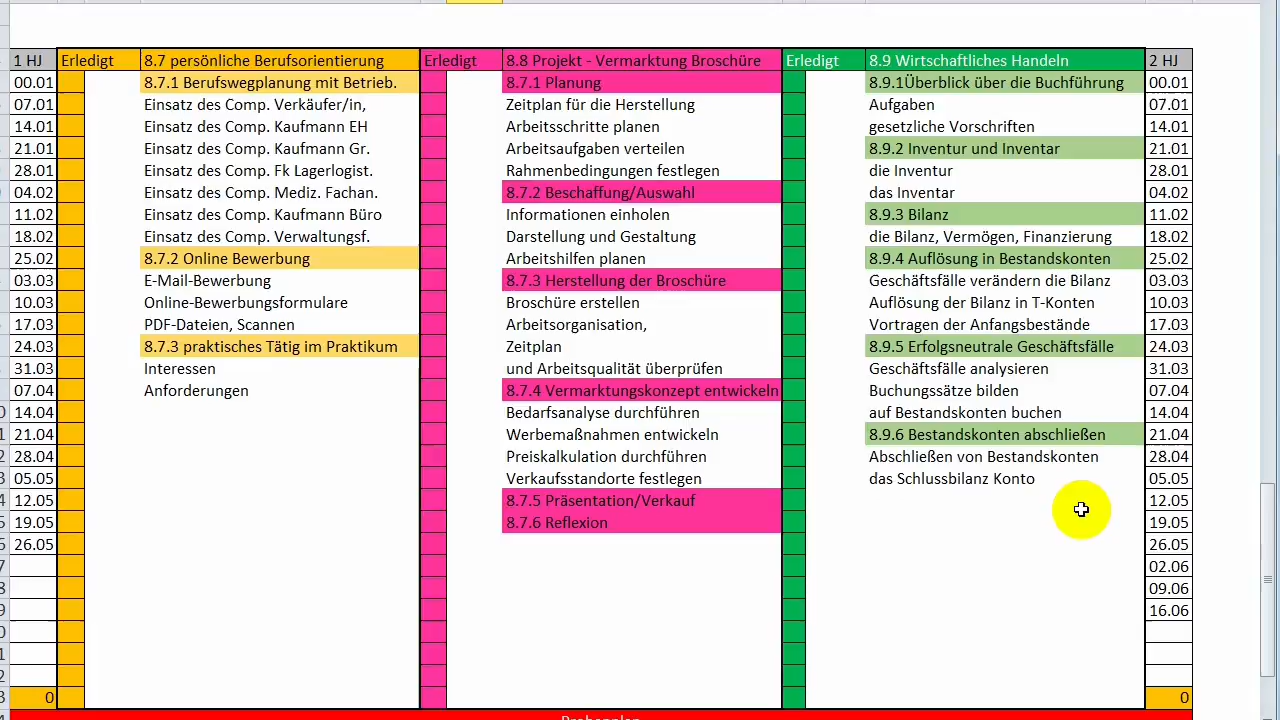 1 HJ Erledigt 8.7 persönliche Berufsorientierung Erledigt 8.8 Projekt - Vermarktung Broschüre Erledigt 8.9 Wirtschaftliches Handeln 2 HJ
00.01 8.7.1 Berufswegplanung mit Betrieb. 8.7.1 Planung 8.9.1Überblick über die Buchführung 00.01
07.01 Einsatz des Comp. Verkäufer/in, Zeitplan für die Herstellung Aufgaben 07.01
14.01 Einsatz des Comp. Kaufmann EH Arbeitsschritte planen gesetzliche Vorschriften 14.01
21.01 Einsatz des Comp. Kaufmann Gr. Arbeitsaufgaben verteilen 8.9.2 Inventur und Inventar 21.01
28.01 Einsatz des Comp. Fk Lagerlogist. Rahmenbedingungen festlegen die Inventur 28.01
04.02 Einsatz des Comp. Mediz. Fachan. 8.7.2 Beschaffung/Auswahl das Inventar 04.02
11.02 Einsatz des Comp. Kaufmann Büro Informationen einholen 8.9.3 Bilanz 11.02
18.02 Einsatz des Comp. Verwaltungsf. Darstellung und Gestaltung die Bilanz, Vermögen, Finanzierung 18.02
25.02 8.7.2 Online Bewerbung Arbeitshilfen planen 8.9.4 Auflösung in Bestandskonten 25.02
03.03 E-Mail-Bewerbung 8.7.3 Herstellung der Broschüre Geschäftsfälle verändern die Bilanz 03.03
10.03 Online-Bewerbungsformulare Broschüre erstellen Auflösung der Bilanz in T-Konten 10.03
17.03 PDF-Dateien, Scannen Arbeitsorganisation, Vortragen der Anfangsbestände 17.03
24.03 8.7.3 praktisches Tätig im Praktikum Zeitplan 8.9.5 Erfolgsneutrale Geschäftsfälle 24.03
31.03 Interessen und Arbeitsqualität überprüfen Geschäftsfälle analysieren 31.03
07.04 Anforderungen 8.7.4 Vermarktungskonzept entwickeln Buchungssätze bilden 07.04
14.04 Bedarfsanalyse durchführen auf Bestandskonten buchen 14.04
21.04 Werbemaßnahmen entwickeln 8.9.6 Bestandskonten abschließen 21.04
28.04 Preiskalkulation durchführen Abschließen von Bestandskonten 28.04
05.05 Verkaufsstandorte festlegen das Schlussbilanz Konto 05.05
12.05 8.7.5 Präsentation/Verkauf 12.05
19.05 8.7.6 Reflexion 19.05
26.05 26.05
02.06
09.06
16.06
0 0